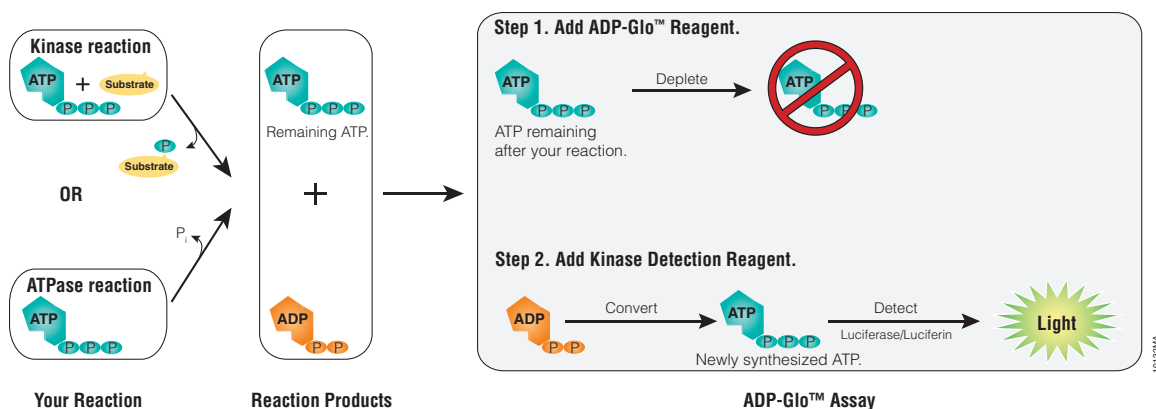 Kinase reaction
ATP + Substrate
P P P
P
Substrate
OR
P i
ATPase reaction
ATP
P P P
Your Reaction
ATP
P P P
Remaining ATP.
+
ADP
P P
Reaction Products
Step 1. Add ADP-Glo™ Reagent.
ATP
P P P
ATP remaining
after your reaction.
Deplete
ATP
P P P
Step 2. Add Kinase Detection Reagent.
ADP
P P
Convert
ATP
P P P
Newly synthesized ATP.
Detect
Luciferase/Luciferin
Light
ADP-Glo™ Assay
10132MA